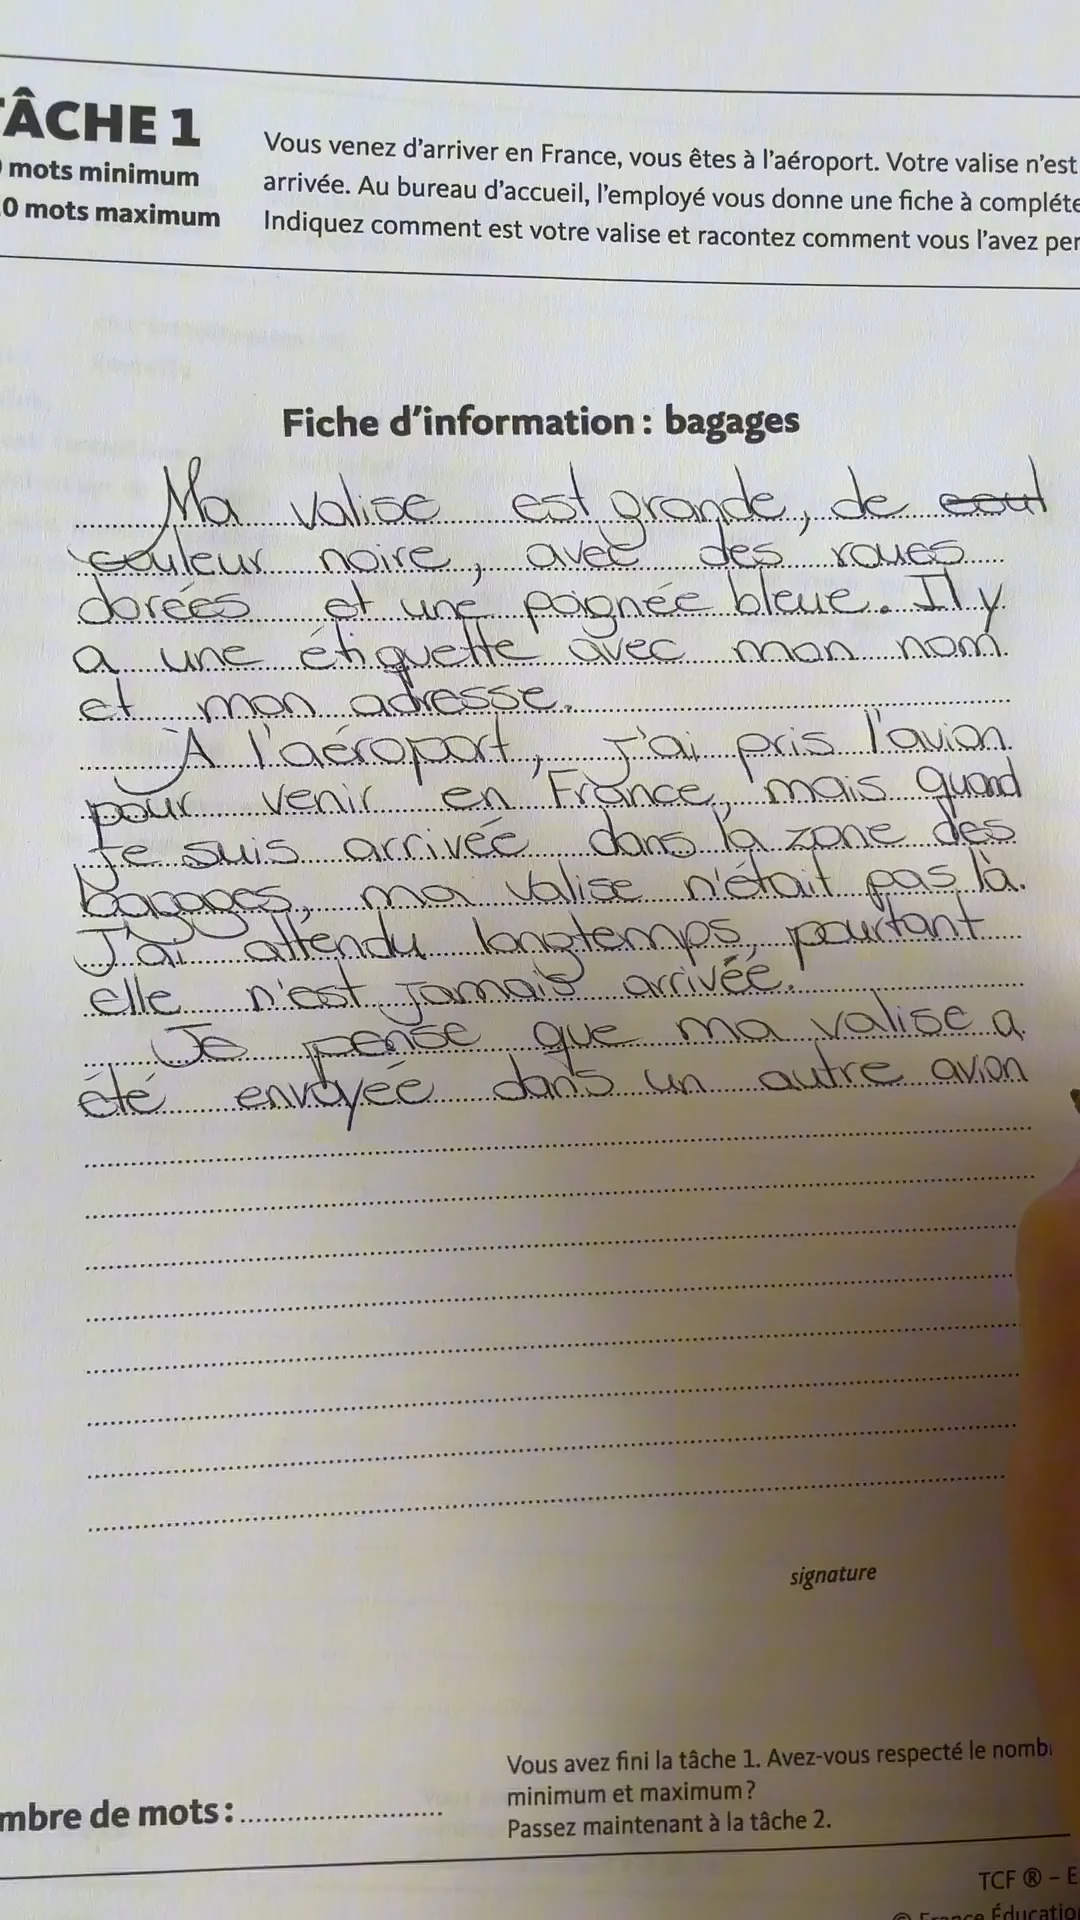 TÂCHE 1
mots minimum
0 mots maximum
Vous venez d'arriver en France, vous êtes à l'aéroport. Votre valise n'est
arrivée. Au bureau d'accueil, l'employé vous donne une fiche à compléte
Indiquez comment est votre valise et racontez comment vous l'avez per
Fiche d'information : bagages
Ma valise est grande, de coul
couleur noire, avec des roues
dorées et une poignée bleue. Il y
a une étiquette avec mon nom
et mon adresse.
À l'aéroport, j'ai pris l'avion
pour venir en France, mais quand
je suis arrivée dans la zone des
bagages, ma valise n'était pas là.
J'ai attendu longtemps, pourtant
elle n'est jamais arrivée.
Je pense que ma valise a
été envoyée dans un autre avion
signature
mbre de mots :
Vous avez fini la tâche 1. Avez-vous respecté le nomb
minimum et maximum ?
Passez maintenant à la tâche 2.
TCF ® – E
© France Éducation